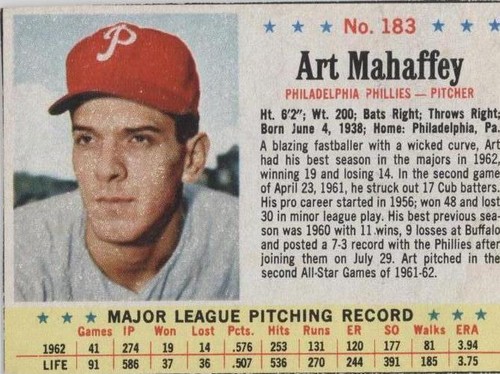 P
★ ★ ★ No. 183 ★ ★ ★
Art Mahaffey
PHILADELPHIA PHILLIES — PITCHER
Ht. 6'2"; Wt. 200; Bats Right; Throws Right;
Born June 4, 1938; Home: Philadelphia, Pa.
A blazing fastballer with a wicked curve, Art
had his best season in the majors in 1962,
winning 19 and losing 14. In the second game
of April 23, 1961, he struck out 17 Cub batters.
His pro career started in 1956; won 48 and lost
30 in minor league play. His best previous sea-
son was 1960 with 11 wins, 9 losses at Buffalo
and posted a 7-3 record with the Phillies after
joining them on July 29. Art pitched in the
second All-Star Games of 1961-62.
★ ★ ★ MAJOR LEAGUE PITCHING RECORD ★ ★ ★
Games IP Won Lost Pcts. Hits Runs ER SO Walks ERA
1962 41 274 19 14 .576 253 131 120 177 81 3.94
LIFE 91 586 37 36 .507 536 270 244 391 185 3.75